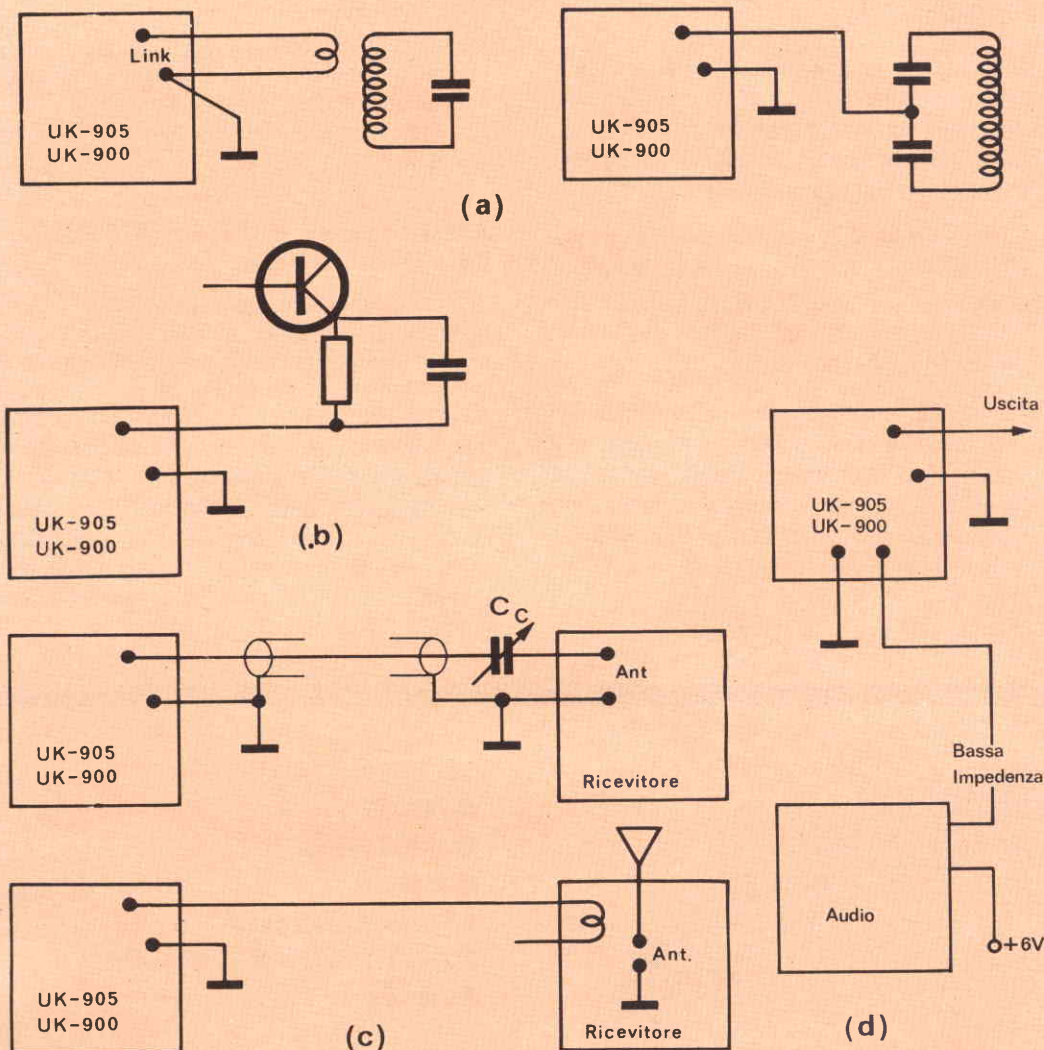 Link
UK-905
UK-900
UK-905
UK-900
(a)
UK-905
UK-900
(.b)
Uscita
UK-905
UK-900
Bassa
Impedenza
Audio
+6V
(d)
CC
Ant
UK-905
UK-900
Ricevitore
Ant.
UK-905
UK-900
Ricevitore
(c)